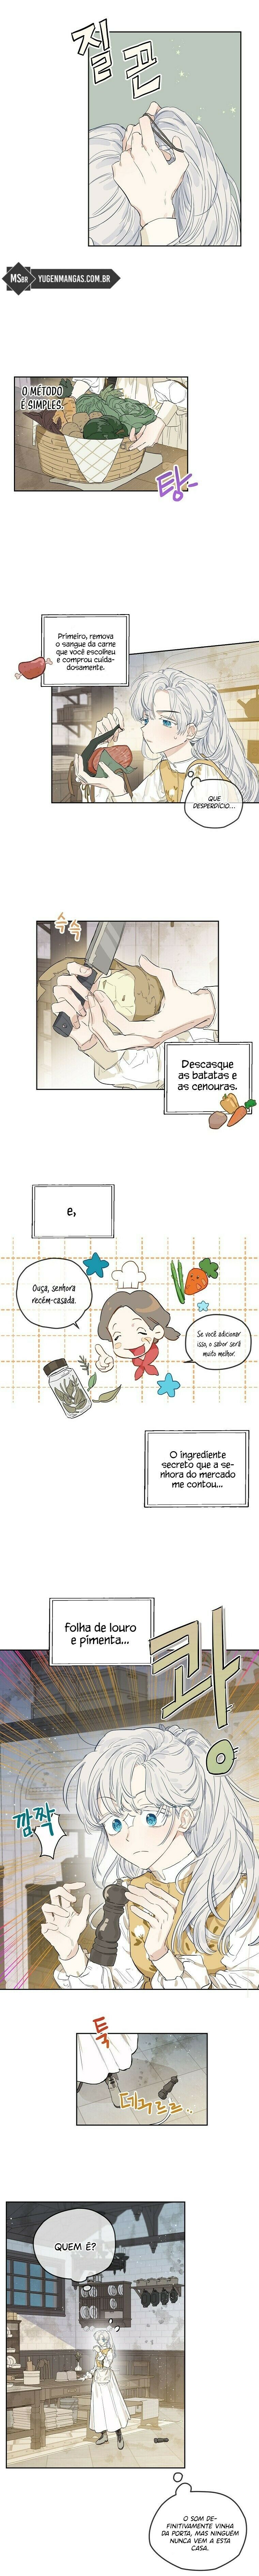 질끈
MSBR YUGENMANGAS.COM.BR
O MÉTODO
É SIMPLES.
탕-
Primeiro, remova
o sangue da carne
que você escolheu
e comprou cuida-
dosamente.
QUE
DESPERDÍCIO...
슥슥
Descasque
as batatas e
as cenouras.
e,
Ouça, senhora
recém-casada.
Se você adicionar
isso, o sabor será
muito melhor.
O ingrediente
secreto que a se-
nhora do mercado
me contou...
folha de louro
e pimenta...
쾅
깜짝
툭
데구르르..
QUEM É?
O SOM DE-
FINITIVAMENTE VINHA
DA PORTA, MAS NINGUÉM
NUNCA VEM A ESTA
CASA.